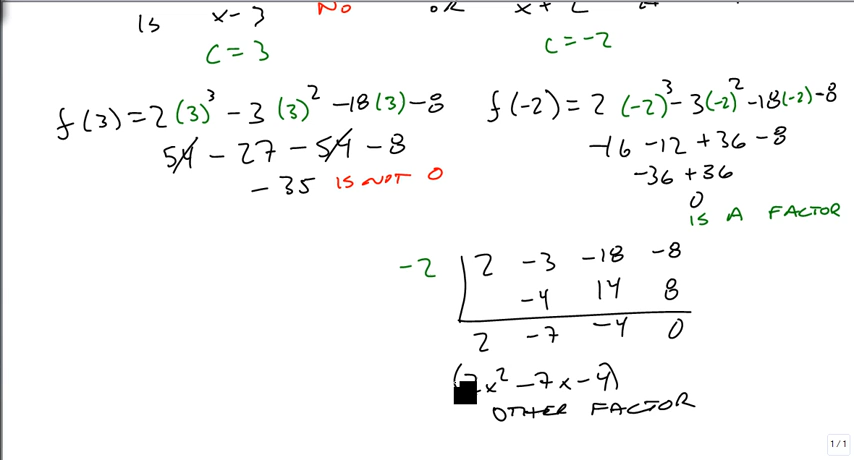 Is x - 3 No or x + 2
c = 3
c = -2
f(3) = 2(3)³ - 3(3)² - 18(3) - 8
54 - 27 - 54 - 8
- 35 IS NOT 0
f(-2) = 2(-2)³ - 3(-2)² - 18(-2) - 8
-16 - 12 + 36 - 8
-36 + 36
0
IS A FACTOR
-2 | 2 -3 -18 -8
-4 14 8
2 -7 -4 0
(2x² - 7x - 4)
OTHER FACTOR
1 / 1